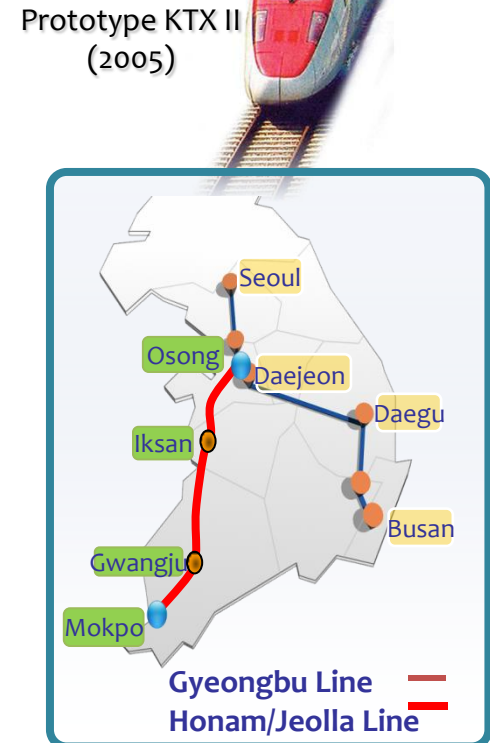 Prototype KTX II
(2005)
Seoul
Osong
Daejeon
Daegu
Iksan
Busan
Gwangju
Mokpo
Gyeongbu Line
Honam/Jeolla Line